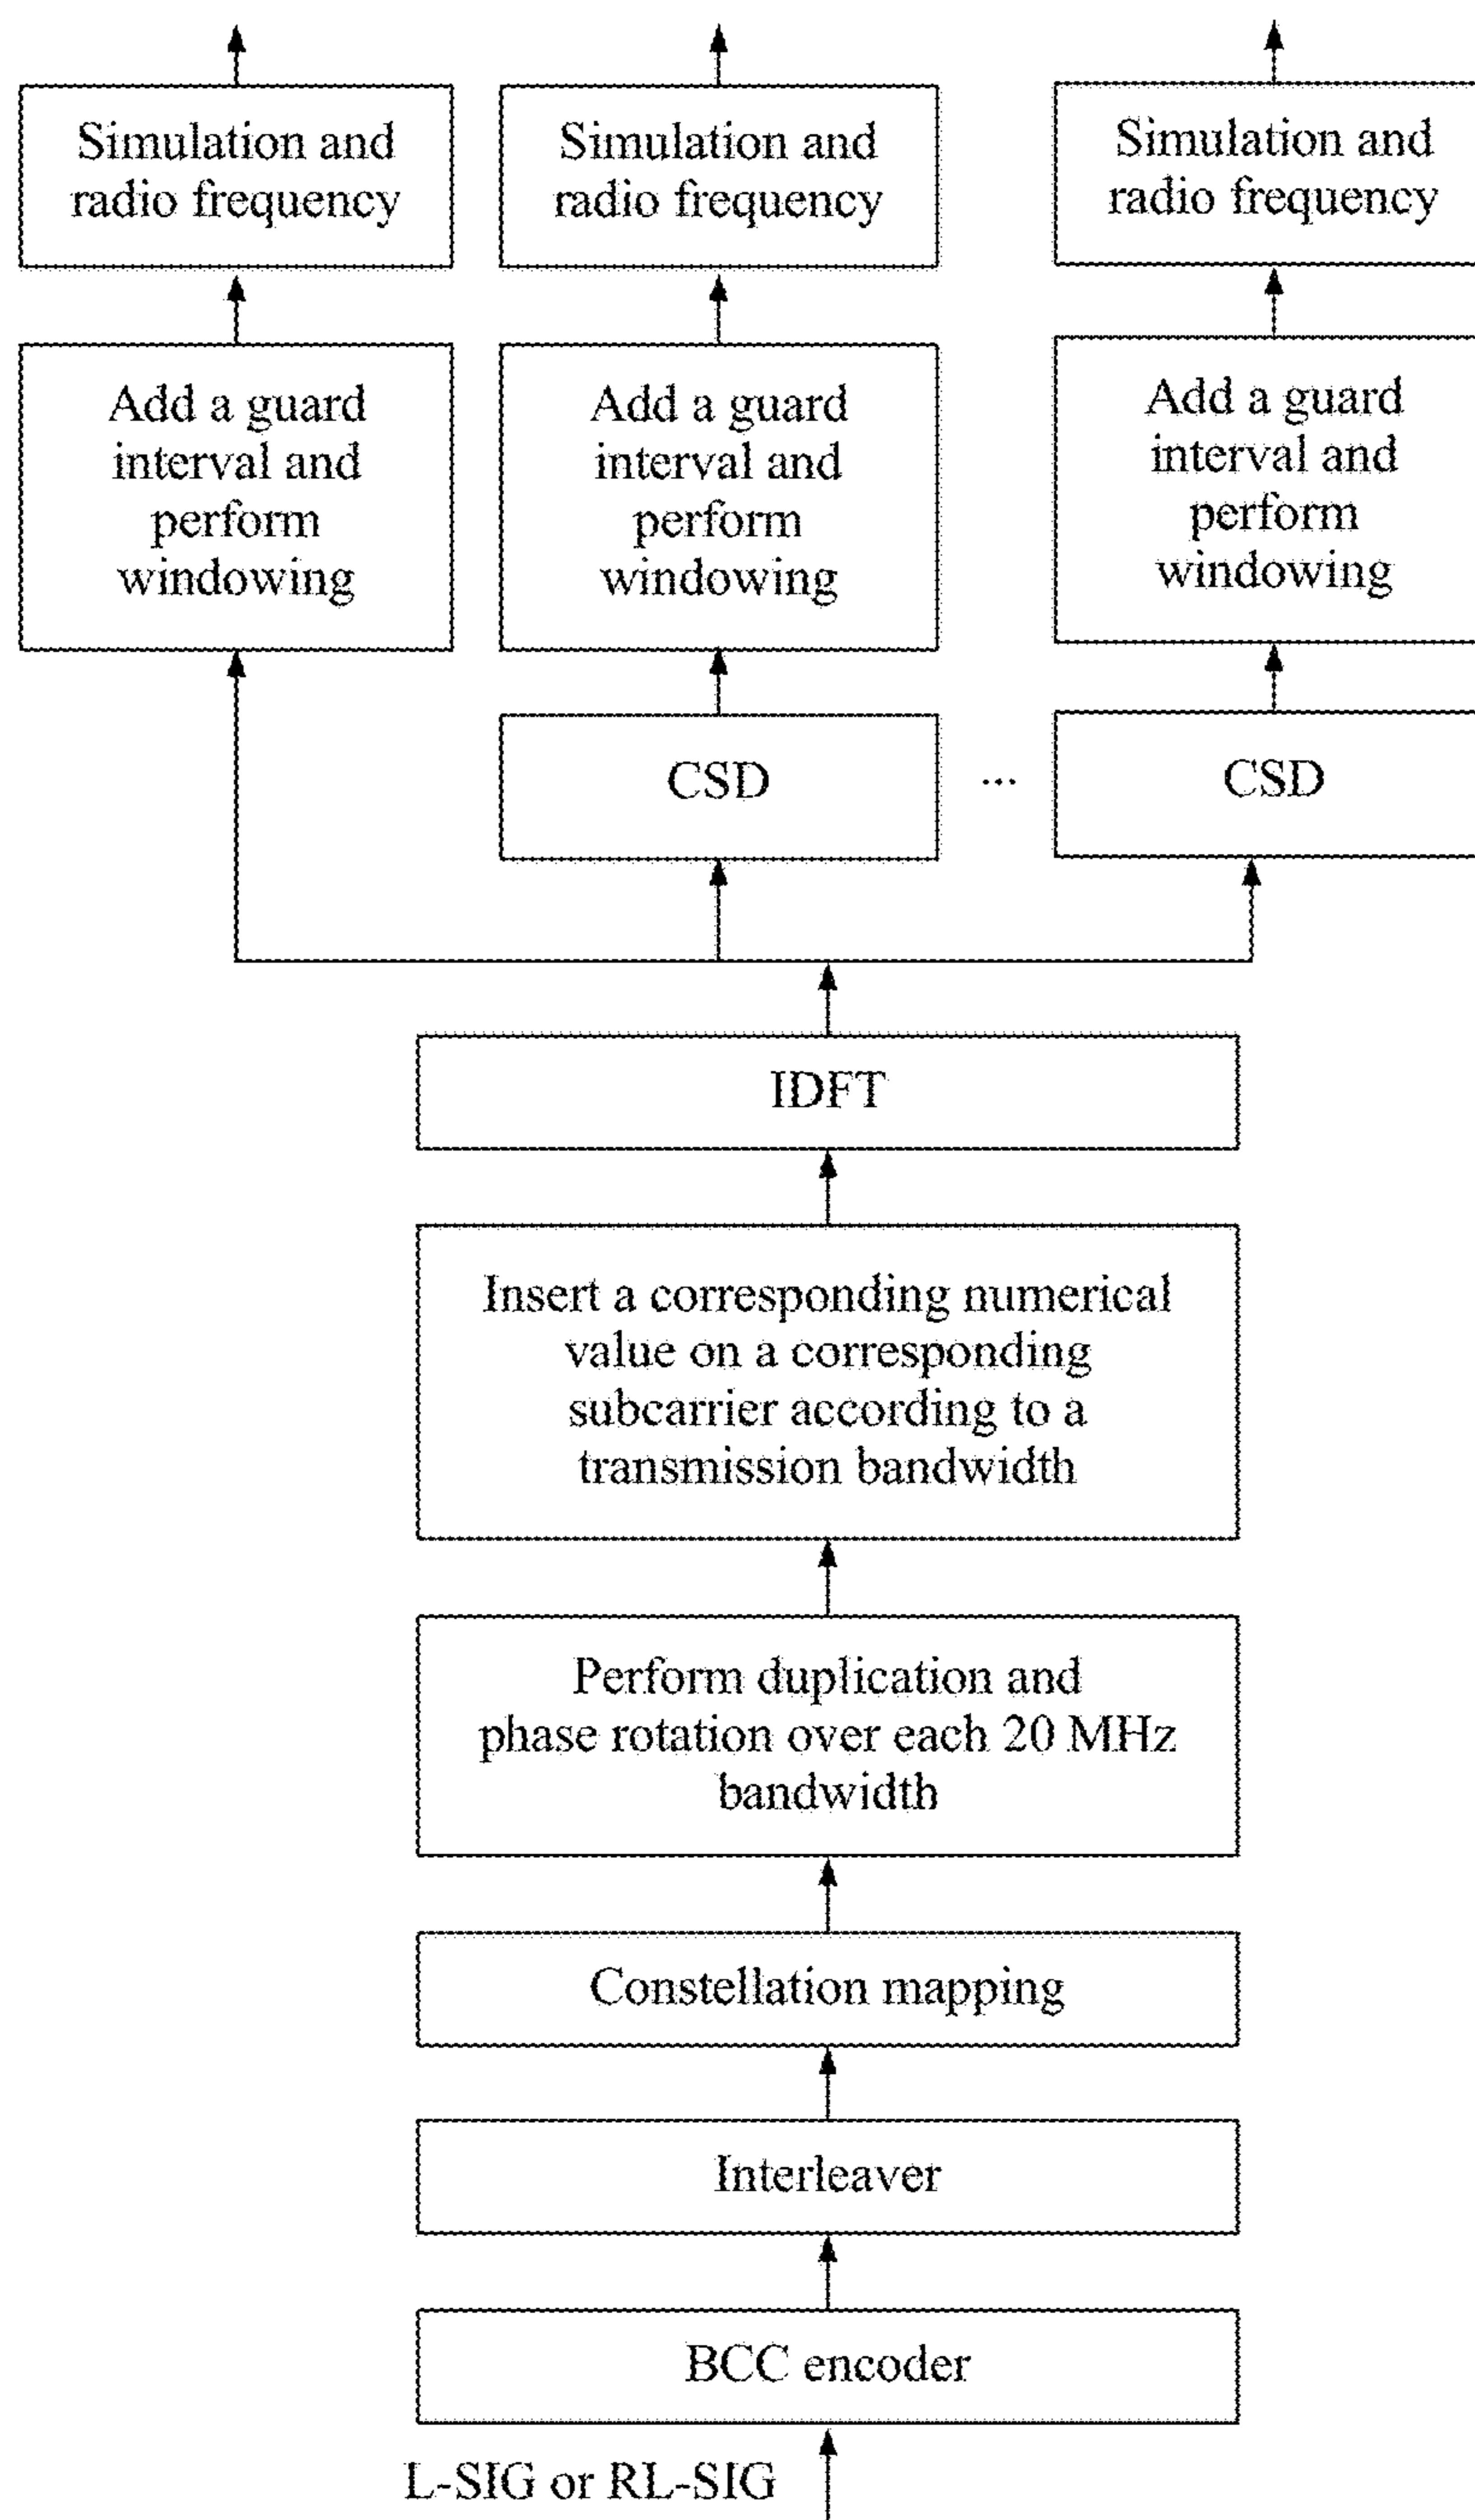 Simulation and
radio frequency
Simulation and
radio frequency
Simulation and
radio frequency
Add a guard
interval and
perform
windowing
Add a guard
interval and
perform
windowing
Add a guard
interval and
perform
windowing
CSD
...
CSD
IDFT
Insert a corresponding numerical
value on a corresponding
subcarrier according to a
transmission bandwidth
Perform duplication and
phase rotation over each 20 MHz
bandwidth
Constellation mapping
Interleaver
BCC encoder
L-SIG or RL-SIG